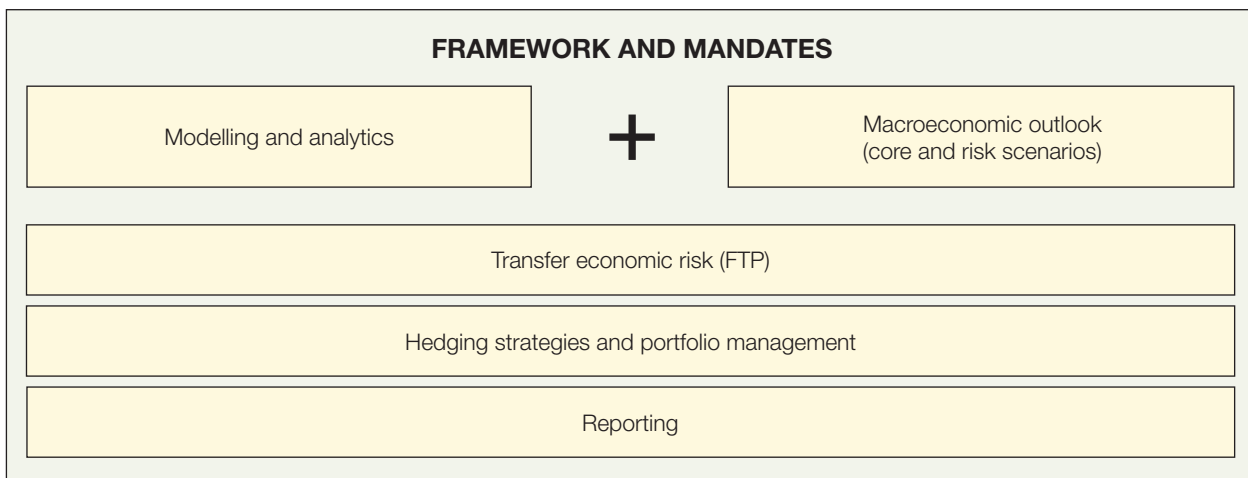 FRAMEWORK AND MANDATES
Modelling and analytics
+
Macroeconomic outlook
(core and risk scenarios)
Transfer economic risk (FTP)
Hedging strategies and portfolio management
Reporting